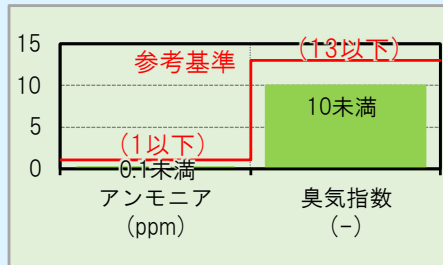 15
参考基準
(13以下)
10
10未満
5
(1以下)
0
0.1未満
アンモニア
(ppm)
臭気指数
(-)